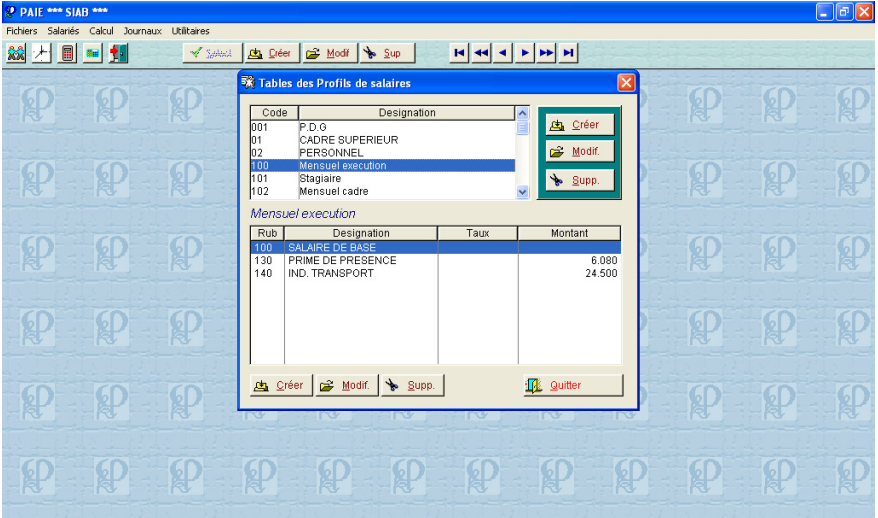 PAIE *** SIAB ***
Fichiers Salariés Calcul Journaux Utilitaires
Créer Modif Sup
Tables des Profils de salaires
Code Designation
001 P.D.G
01 CADRE SUPERIEUR
02 PERSONNEL
100 Mensuel execution
101 Stagiaire
102 Mensuel cadre
Créer
Modif.
Supp.
Mensuel execution
Rub Designation Taux Montant
100 SALAIRE DE BASE
130 PRIME DE PRESENCE 6.080
140 IND. TRANSPORT 24.500
Créer Modif. Supp. Quitter